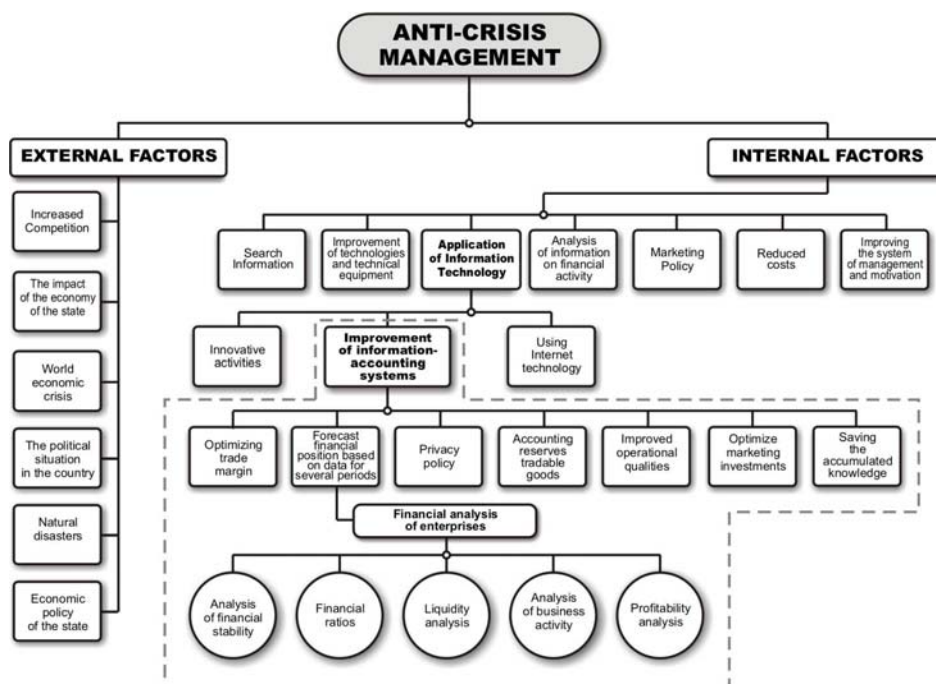 ANTI-CRISIS
MANAGEMENT
EXTERNAL FACTORS
INTERNAL FACTORS
Increased
Competition
The impact
of the economy
of the state
World
economic
crisis
The political
situation
in the country
Natural
disasters
Economic
policy
of the state
Search
Information
Improvement
of technologies
and technical
equipment
Application
of Information
Technology
Analysis
of information
on financial
activity
Marketing
Policy
Reduced
costs
Improving
the system
of management
and motivation
Innovative
activities
Improvement
of information-
accounting
systems
Using
Internet
technology
Optimizing
trade
margin
Forecast
financial
position based
on data for
several periods
Privacy
policy
Accounting
reserves
tradable
goods
Improved
operational
qualities
Optimize
marketing
investments
Saving
the
accumulated
knowledge
Financial analysis
of enterprises
Analysis
of financial
stability
Financial
ratios
Liquidity
analysis
Analysis
of business
activity
Profitability
analysis